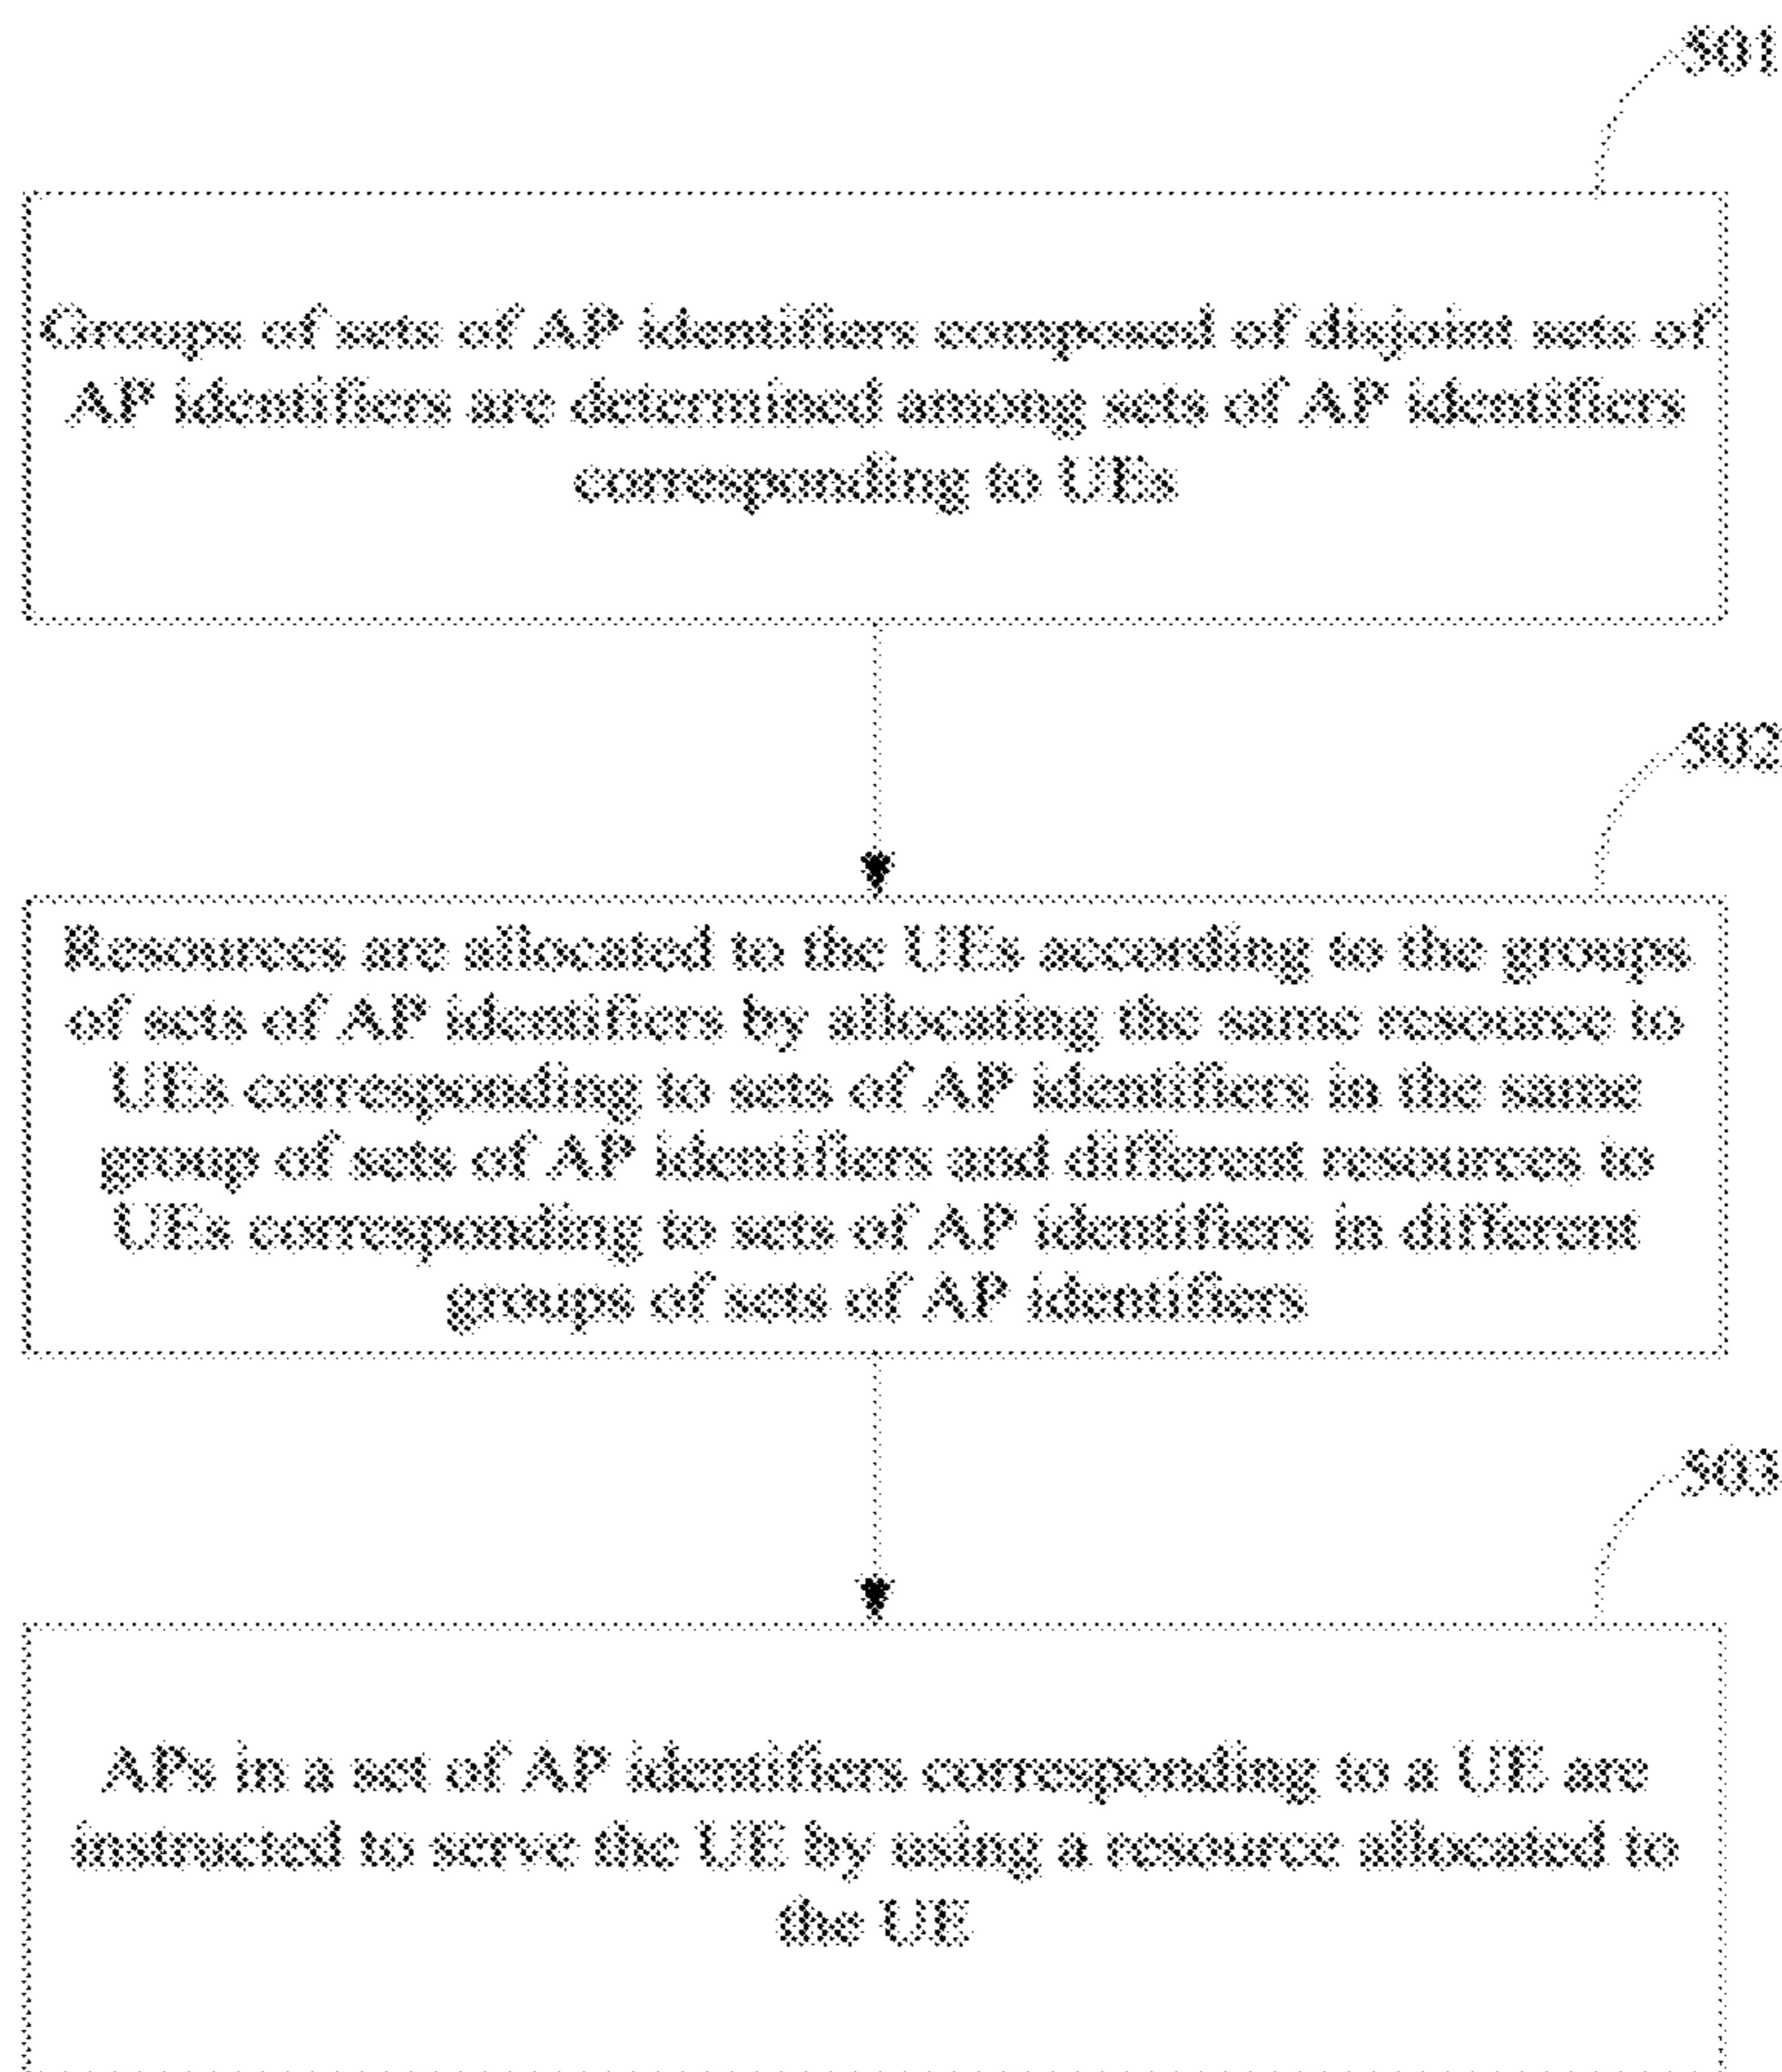 S01
Groups of sets of AP identifiers composed of disjoint sets of
AP identifiers are determined among sets of AP identifiers
corresponding to UEs
S02
Resources are allocated to the UEs according to the groups
of sets of AP identifiers by allocating the same resource to
UEs corresponding to sets of AP identifiers in the same
group of sets of AP identifiers and different resources to
UEs corresponding to sets of AP identifiers in different
groups of sets of AP identifiers
S03
APs in a set of AP identifiers corresponding to a UE are
instructed to serve the UE by using a resource allocated to
the UE